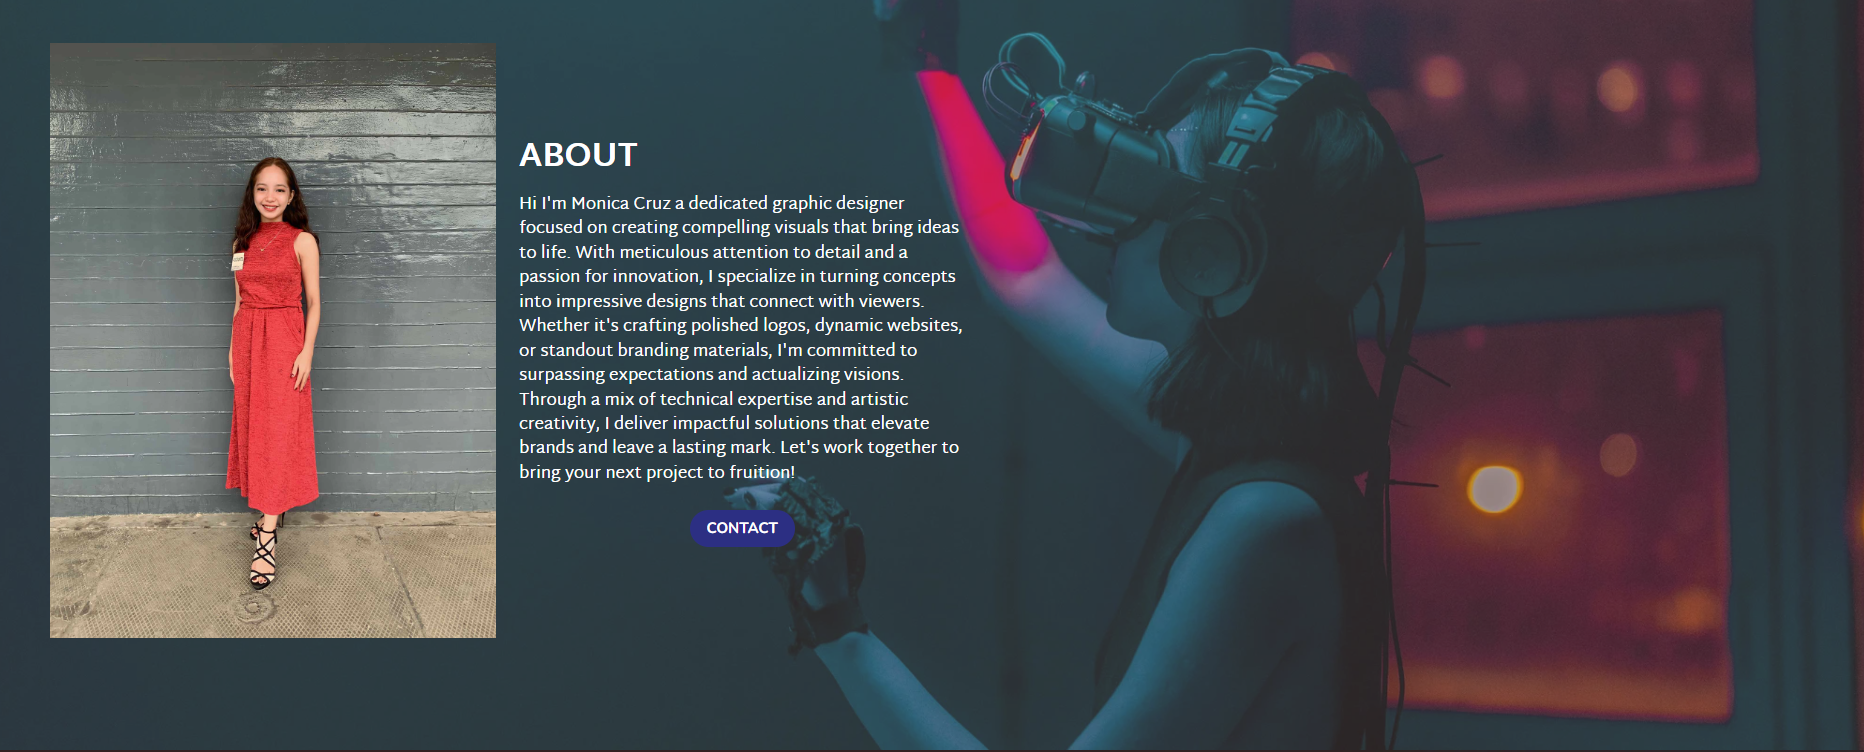 ABOUT
Hi I'm Monica Cruz a dedicated graphic designer
focused on creating compelling visuals that bring ideas
to life. With meticulous attention to detail and a
passion for innovation, I specialize in turning concepts
into impressive designs that connect with viewers.
Whether it's crafting polished logos, dynamic websites,
or standout branding materials, I'm committed to
surpassing expectations and actualizing visions.
Through a mix of technical expertise and artistic
creativity, I deliver impactful solutions that elevate
brands and leave a lasting mark. Let's work together to
bring your next project to fruition!
CONTACT